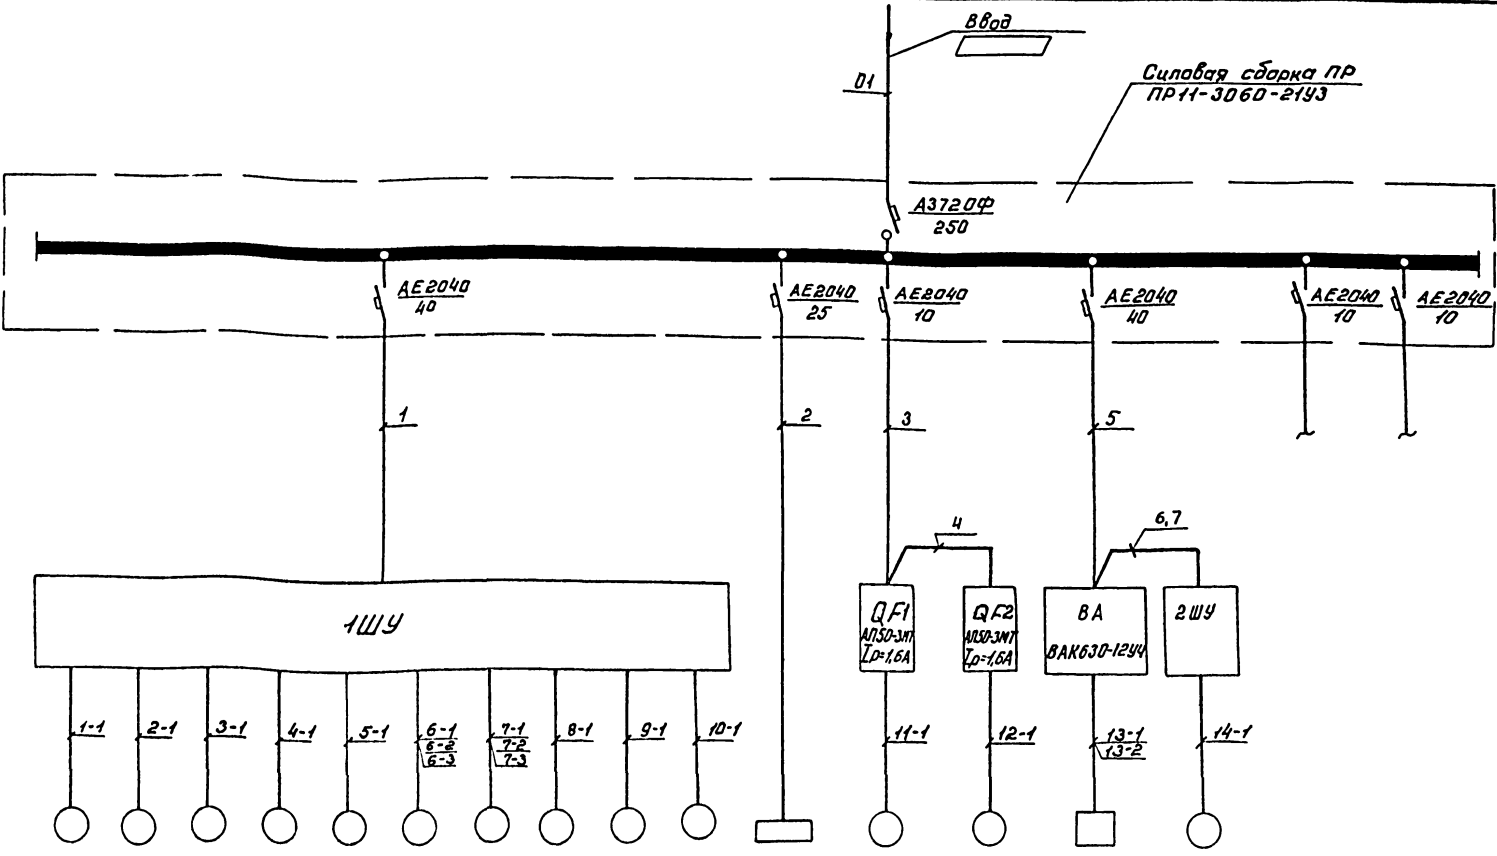 Ввод
01
Силовая сборка ПР
ПР11-3060-21У3
А3720Ф
250
АЕ2040
40
АЕ2040
25
АЕ2040
10
АЕ2040
40
АЕ2040
10
АЕ2040
10
1
2
3
5
4
6,7
1ШУ
QF1
АП50-3МТ
Iр=1,6А
QF2
АП50-3МТ
Iр=1,6А
ВА
ВАК630-12У4
2ШУ
1-1
2-1
3-1
4-1
5-1
6-1
6-2
6-3
7-1
7-2
7-3
8-1
9-1
10-1
11-1
12-1
13-1
13-2
14-1